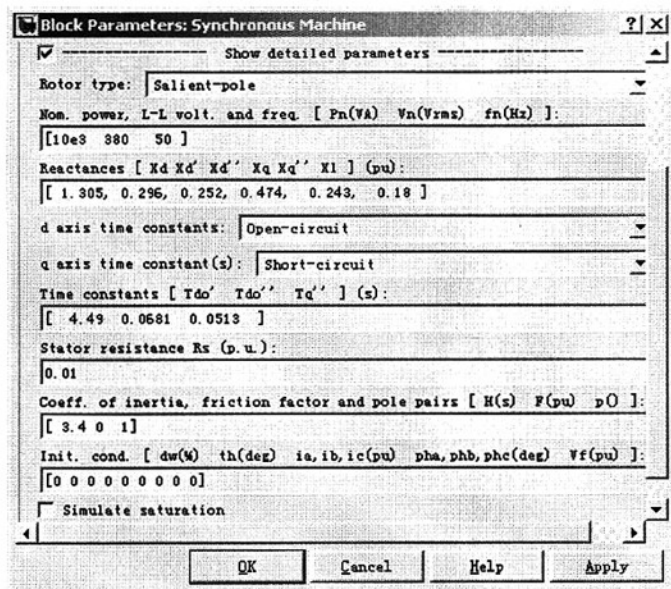 Block Parameters: Synchronous Machine
Show detailed parameters
Rotor type: Salient-pole
Nom. power, L-L volt. and freq. [ Pn(VA) Vn(Vrms) fn(Hz) ]:
[10e3 380 50 ]
Reactances [ Xd Xd' Xd'' Xq Xq'' Xl ] (pu):
[ 1.305, 0.296, 0.252, 0.474, 0.243, 0.18 ]
d axis time constants: Open-circuit
q axis time constant(s): Short-circuit
Time constants [ Tdo' Tdo'' Tq'' ] (s):
[ 4.49 0.0681 0.0513 ]
Stator resistance Rs (p.u.):
0.01
Coeff. of inertia, friction factor and pole pairs [ H(s) F(pu) p() ]:
[ 3.4 0 1]
Init. cond. [ dw(%) th(deg) ia,ib,ic(pu) pha,phb,phc(deg) Vf(pu) ]:
[0 0 0 0 0 0 0 0 0]
Simulate saturation
OK Cancel Help Apply